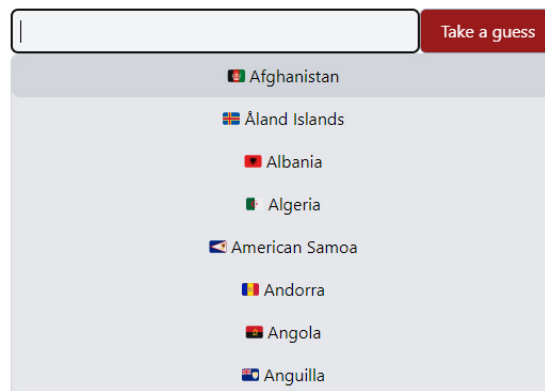 Take a guess
Afghanistan
Åland Islands
Albania
Algeria
American Samoa
Andorra
Angola
Anguilla